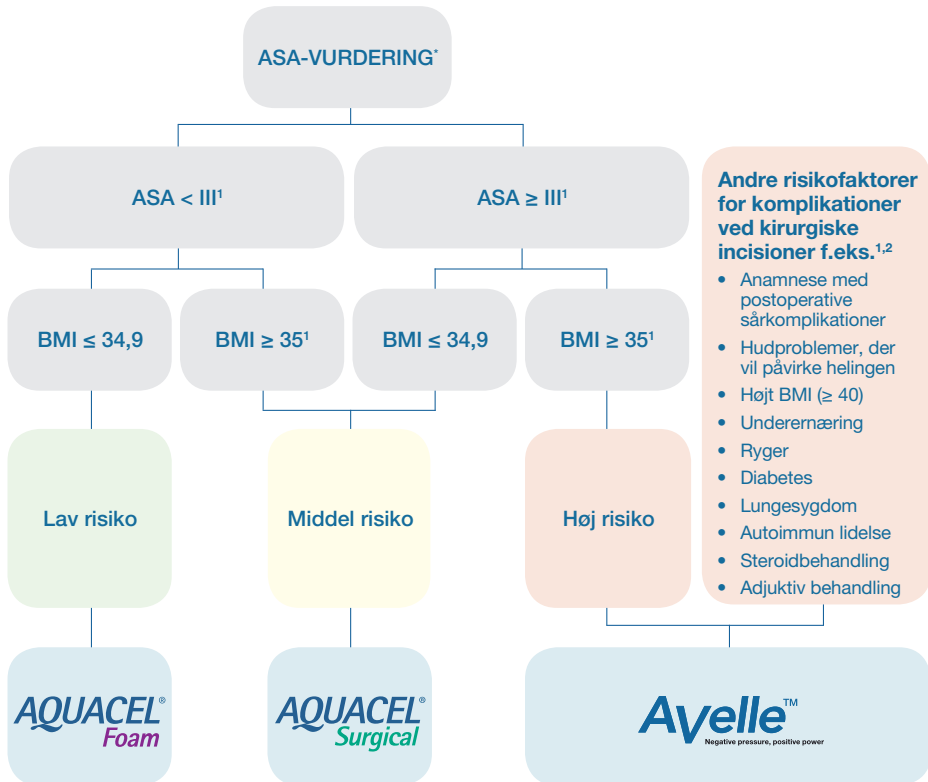 ASA-VURDERING*
ASA < III¹
ASA ≥ III¹
BMI ≤ 34,9
BMI ≥ 35¹
BMI ≤ 34,9
BMI ≥ 35¹
Lav risiko
Middel risiko
Høj risiko
Andre risikofaktorer
for komplikationer
ved kirurgiske
incisioner f.eks.¹,²
• Anamnese med
postoperative
sårkomplikationer
• Hudproblemer, der
vil påvirke helingen
• Højt BMI (≥ 40)
• Underernæring
• Ryger
• Diabetes
• Lungesygdom
• Autoimmun lidelse
• Steroidbehandling
• Adjuktiv behandling
AQUACEL®
Foam
AQUACEL®
Surgical
Avelle™
Negative pressure, positive power